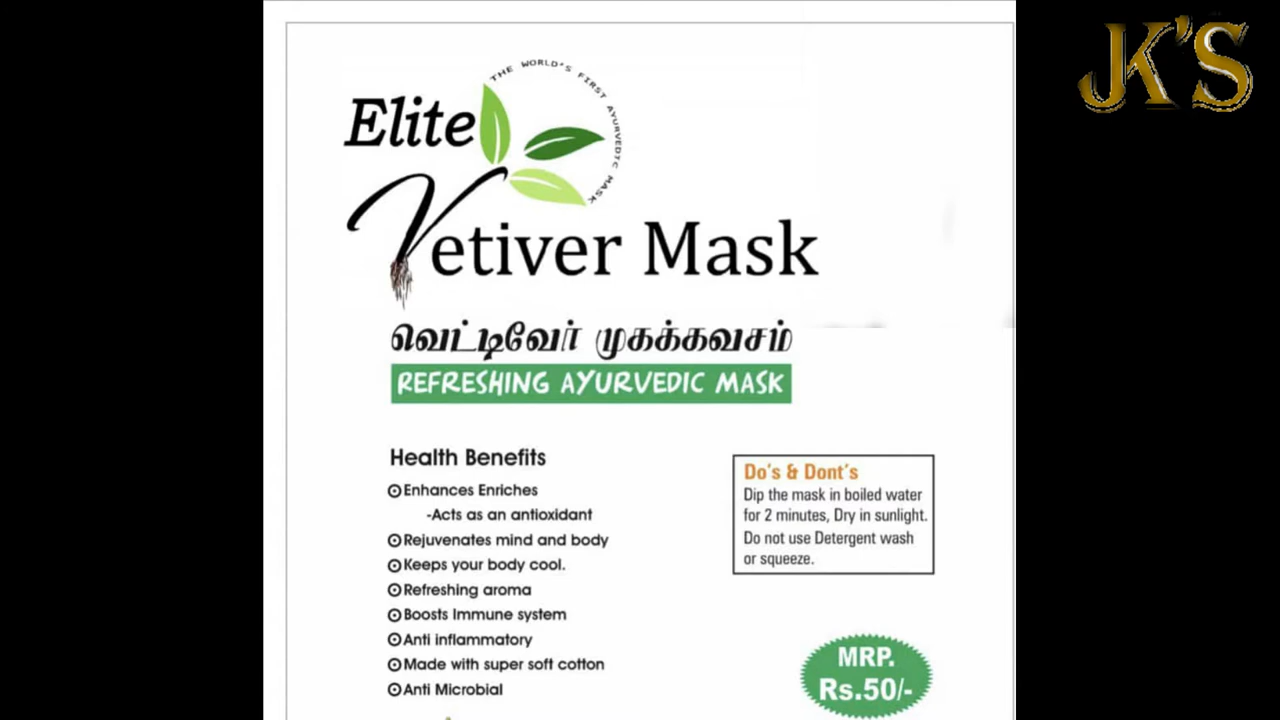 JK'S
THE WORLD'S FIRST AYURVEDIC MASK
Elite
Vetiver Mask
வெட்டிவேர் முகக்கவசம்
REFRESHING AYURVEDIC MASK
Health Benefits
Enhances Enriches
-Acts as an antioxidant
Rejuvenates mind and body
Keeps your body cool.
Refreshing aroma
Boosts Immune system
Anti inflammatory
Made with super soft cotton
Anti Microbial
Do's & Dont's
Dip the mask in boiled water
for 2 minutes, Dry in sunlight.
Do not use Detergent wash
or squeeze.
MRP.
Rs.50/-